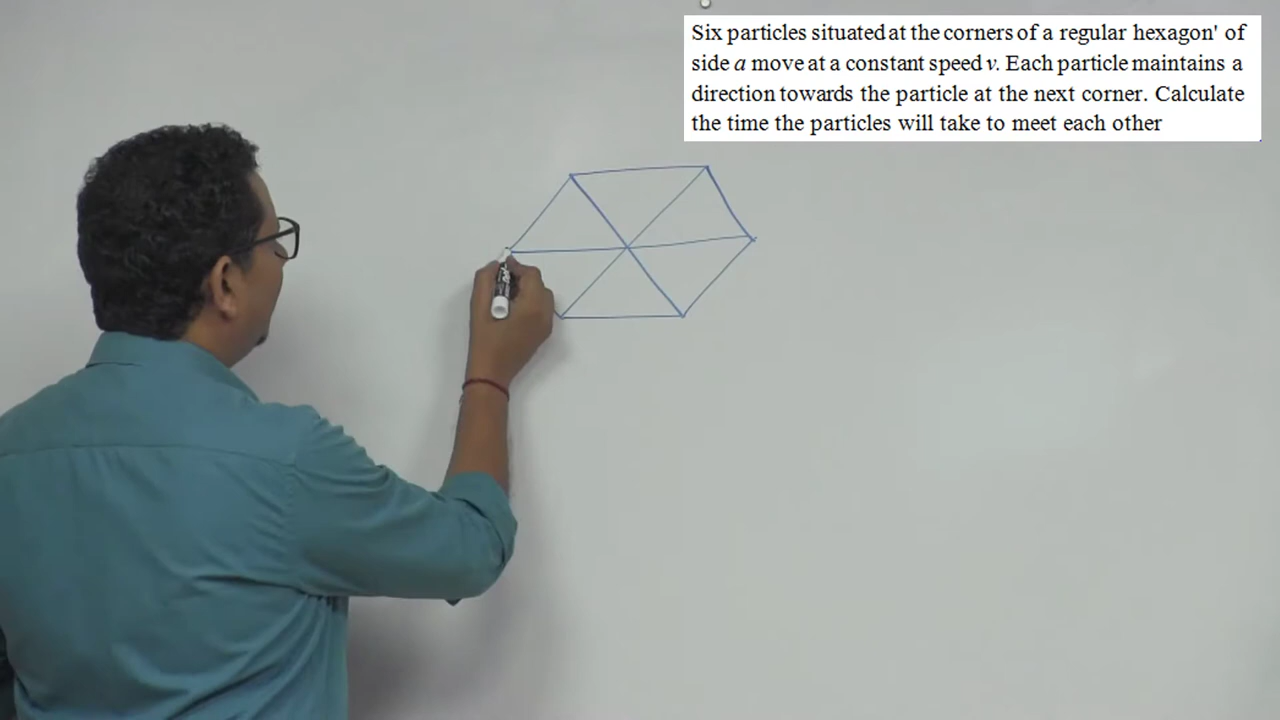 Six particles situated at the corners of a regular hexagon' of
side a move at a constant speed v. Each particle maintains a
direction towards the particle at the next corner. Calculate
the time the particles will take to meet each other